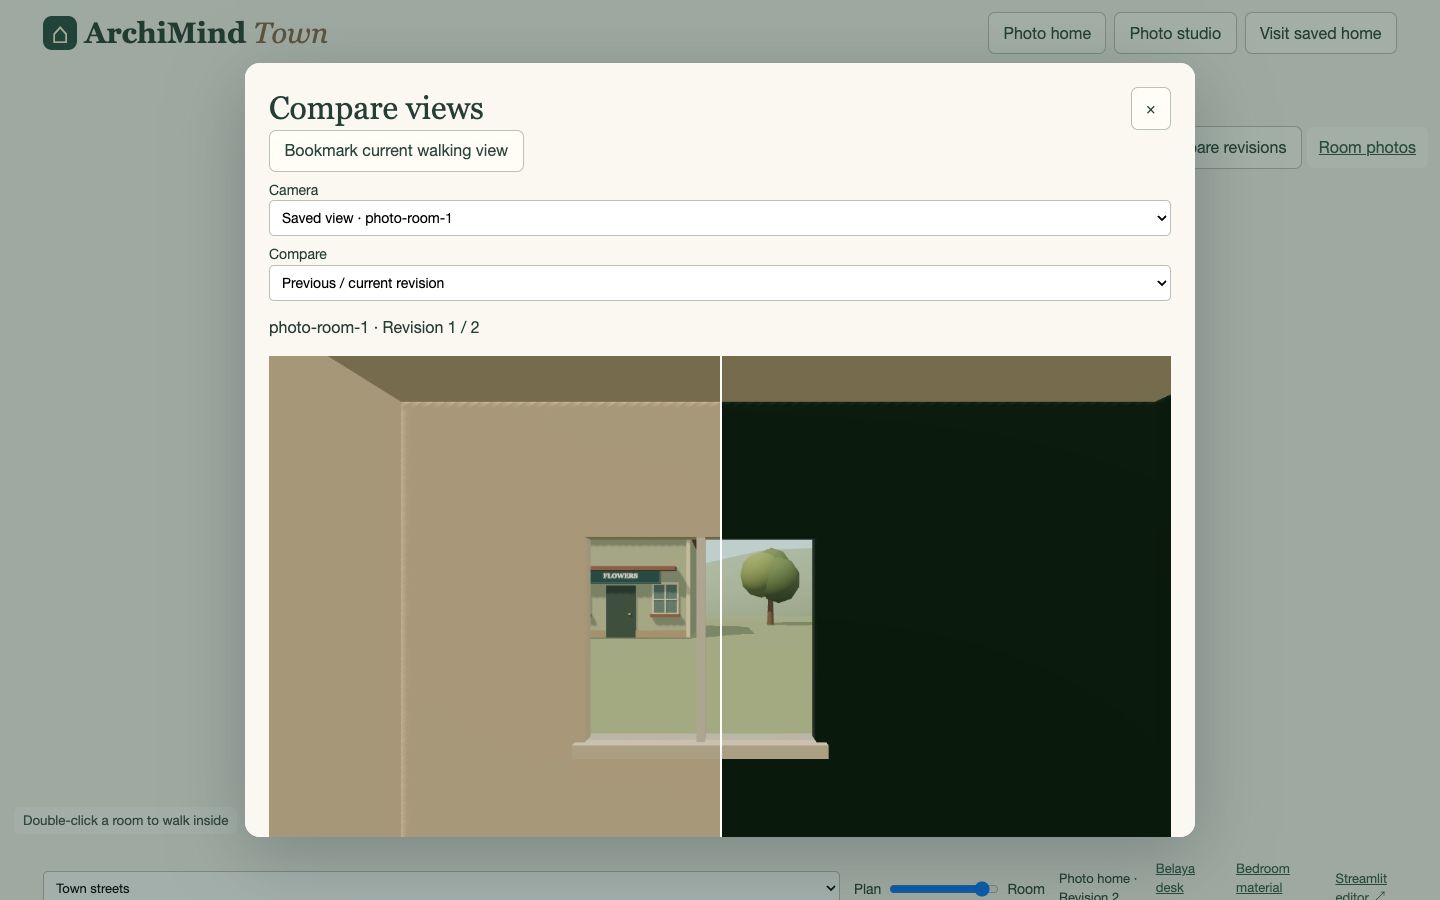 ArchiMind Town
Photo home
Photo studio
Visit saved home
Compare views
×
Bookmark current walking view
are revisions
Room photos
Camera
Saved view · photo-room-1
Compare
Previous / current revision
photo-room-1 · Revision 1 / 2
FLOWERS
Double-click a room to walk inside
Town streets
Plan
Room
Photo home ·
Revision 2
Belaya
desk
Bedroom
material
Streamlit
editor ↗